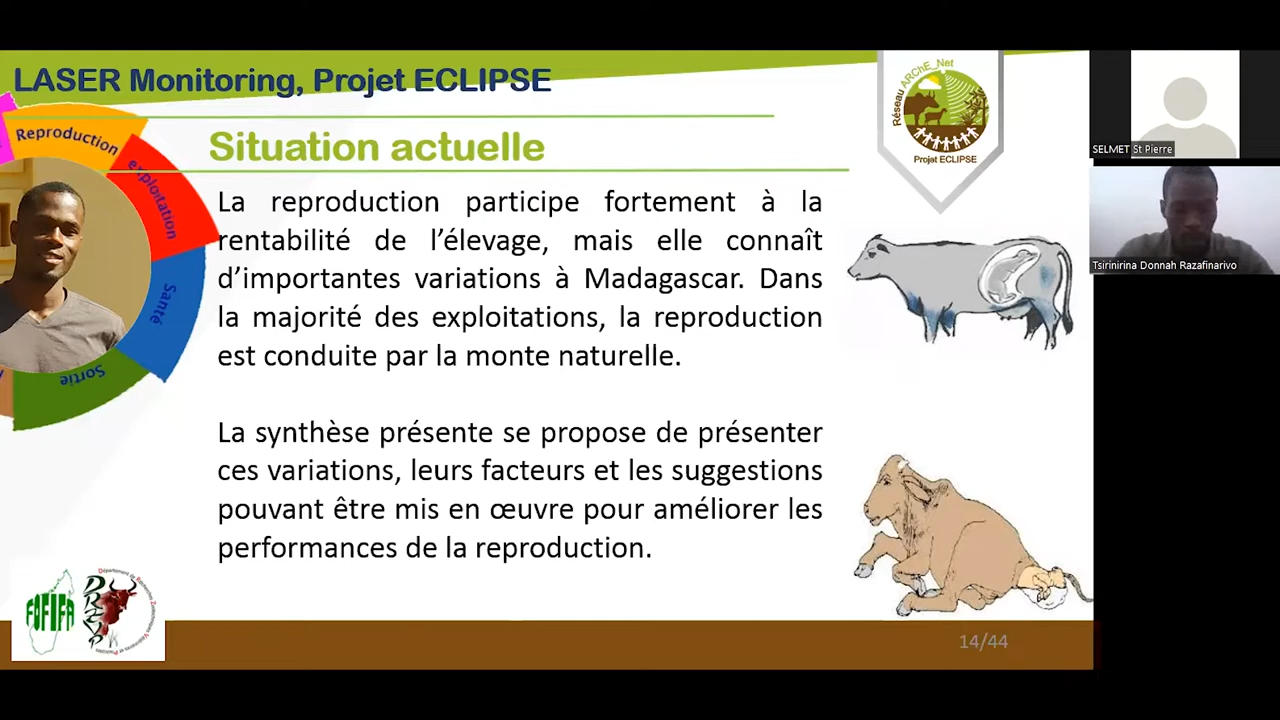 LASER Monitoring, Projet ECLIPSE
Reproduction
exploitation
Santé
Sortie
Situation actuelle
La reproduction participe fortement à la
rentabilité de l’élevage, mais elle connaît
d’importantes variations à Madagascar. Dans
la majorité des exploitations, la reproduction
est conduite par la monte naturelle.
La synthèse présente se propose de présenter
ces variations, leurs facteurs et les suggestions
pouvant être mis en œuvre pour améliorer les
performances de la reproduction.
Réseau ARChE_Net
Projet ECLIPSE
SELMET St Pierre
Tsirinirina Donnah Razafinarivo
FOFIFA
DRZVP
14/44